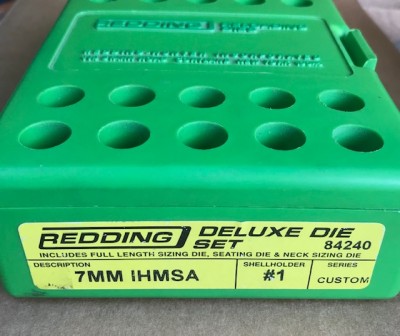 REDDING
REDDING
DELUXE DIE
SET
84240
INCLUDES FULL LENGTH SIZING DIE, SEATING DIE & NECK SIZING DIE
DESCRIPTION
SHELLHOLDER
SERIES
7MM IHMSA
#1
CUSTOM